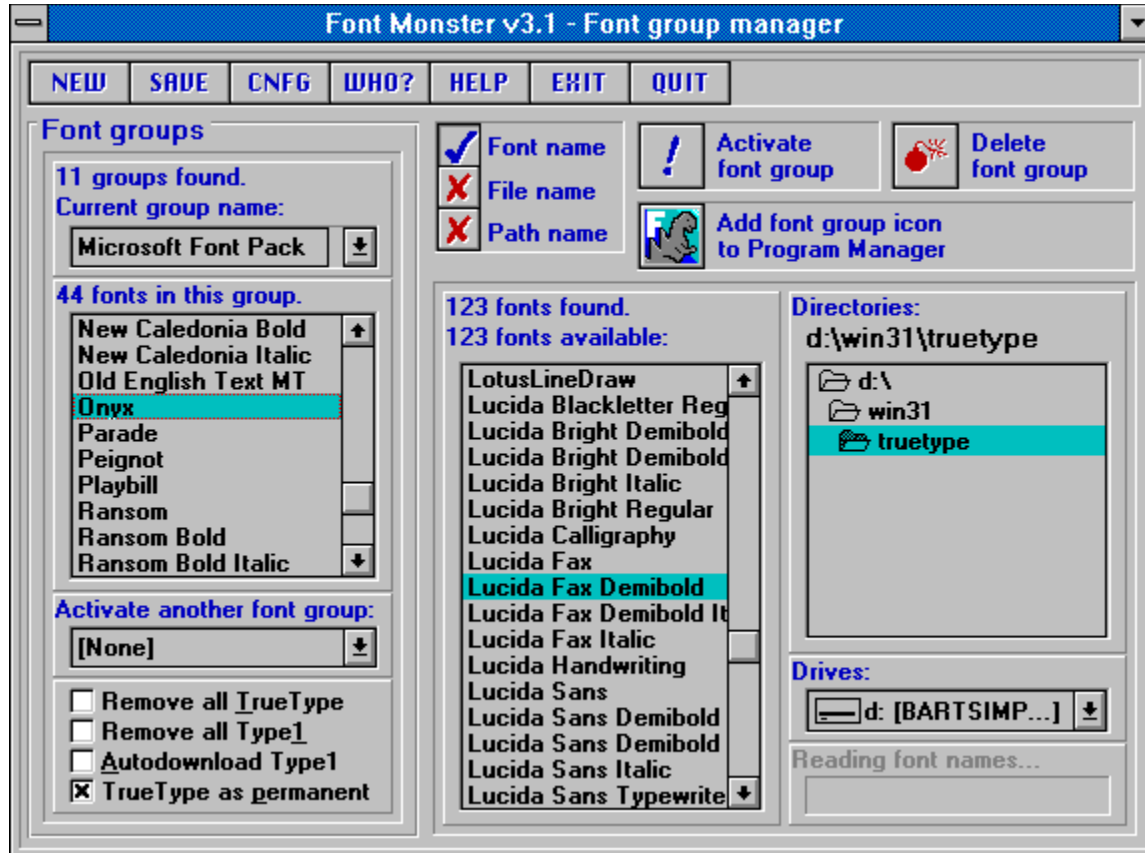 Font Monster v3.1 - Font group manager
NEW SAVE CNFG WHO? HELP EXIT QUIT
Font groups
11 groups found.
Current group name:
Microsoft Font Pack
44 fonts in this group.
New Caledonia Bold
New Caledonia Italic
Old English Text MT
Onyx
Parade
Peignot
Playbill
Ransom
Ransom Bold
Ransom Bold Italic
Activate another font group:
[None]
Remove all TrueType
Remove all Type1
Autodownload Type1
TrueType as permanent
Font name
File name
Path name
! Activate
font group
Delete
font group
F
Add font group icon
to Program Manager
123 fonts found.
123 fonts available:
LotusLineDraw
Lucida Blackletter Reg
Lucida Bright Demibold
Lucida Bright Demibold
Lucida Bright Italic
Lucida Bright Regular
Lucida Calligraphy
Lucida Fax
Lucida Fax Demibold
Lucida Fax Demibold It
Lucida Fax Italic
Lucida Handwriting
Lucida Sans
Lucida Sans Demibold
Lucida Sans Demibold
Lucida Sans Italic
Lucida Sans Typewrite
Directories:
d:\win31\truetype
d:\
win31
truetype
Drives:
d: [BARTSIMP...]
Reading font names...